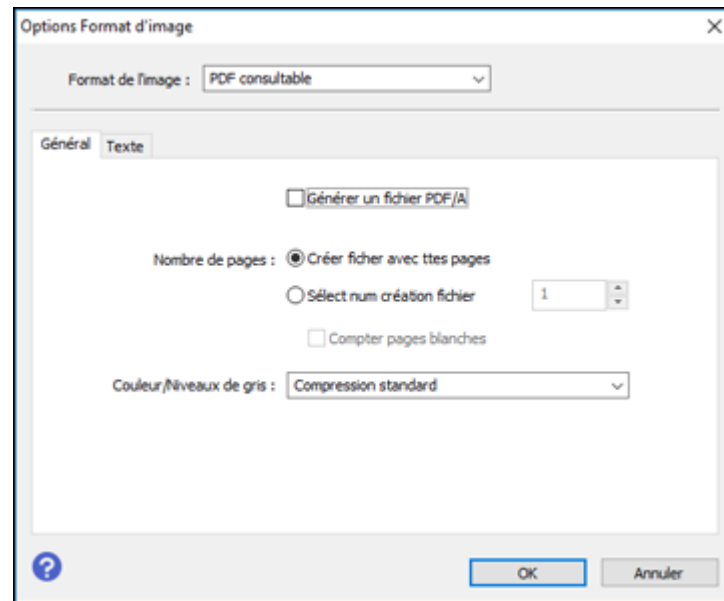 Options Format d'image
Format de l'image : PDF consultable
Général Texte
Générer un fichier PDF/A
Nombre de pages : Créer ficher avec ttes pages
Sélect num création fichier 1
Compter pages blanches
Couleur/Niveaux de gris : Compression standard
? OK Annuler